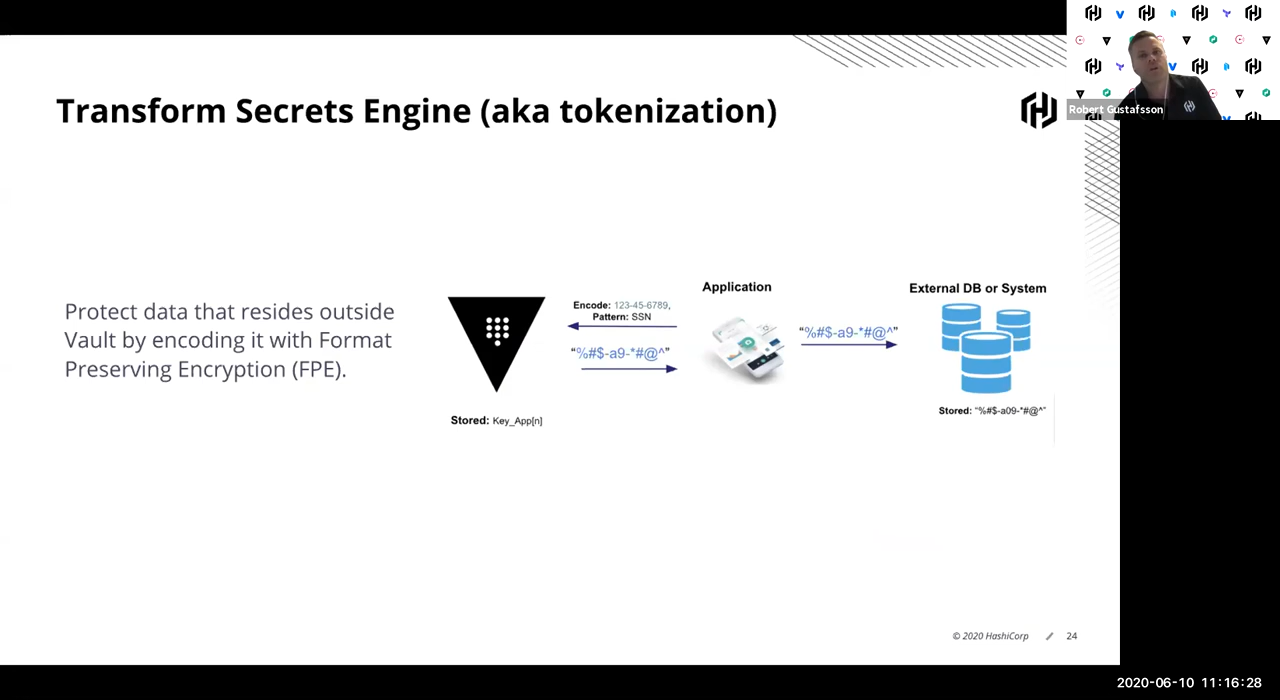 Transform Secrets Engine (aka tokenization)
Robert Gustafsson
Protect data that resides outside
Vault by encoding it with Format
Preserving Encryption (FPE).
Encode: 123-45-6789,
Pattern: SSN
"%#$-a9-*#@^"
Stored: Key_App[n]
Application
"%#$-a9-*#@^"
External DB or System
Stored: "%#$-a09-*#@^"
© 2020 HashiCorp
24
2020-06-10 11:16:28